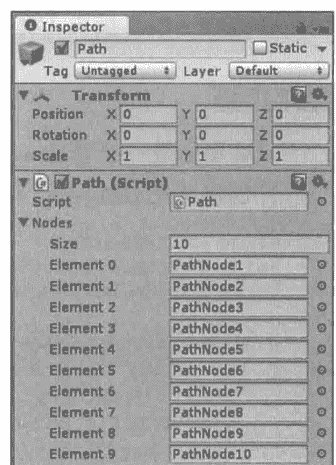 Inspector
Path Static
Tag Untagged Layer Default
Transform
Position X 0 Y 0 Z 0
Rotation X 0 Y 0 Z 0
Scale X 1 Y 1 Z 1
Path (Script)
Script Path
Nodes
Size 10
Element 0 PathNode1
Element 1 PathNode2
Element 2 PathNode3
Element 3 PathNode4
Element 4 PathNode5
Element 5 PathNode6
Element 6 PathNode7
Element 7 PathNode8
Element 8 PathNode9
Element 9 PathNode10